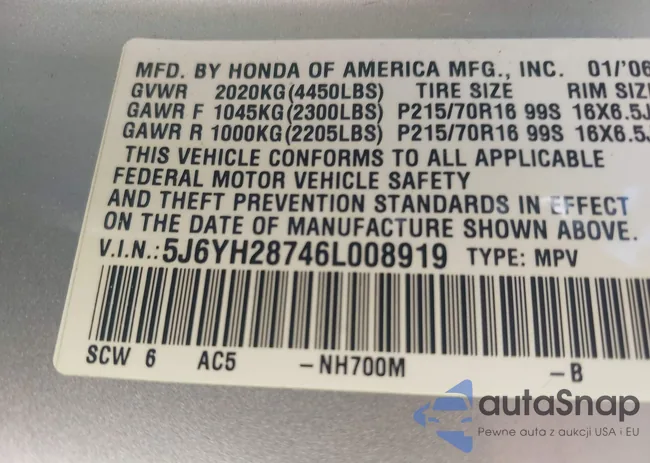 MFD. BY HONDA OF AMERICA MFG., INC. 01/'06
GVWR 2020KG(4450LBS) TIRE SIZE RIM SIZE
GAWR F 1045KG(2300LBS) P215/70R16 99S 16X6.5J
GAWR R 1000KG(2205LBS) P215/70R16 99S 16X6.5J
THIS VEHICLE CONFORMS TO ALL APPLICABLE
FEDERAL MOTOR VEHICLE SAFETY
AND THEFT PREVENTION STANDARDS IN EFFECT
ON THE DATE OF MANUFACTURE SHOWN ABOVE.
V.I.N.: 5J6YH28746L008919 TYPE: MPV
SCW 6 AC5 -NH700M -B
autaSnap
Pewne auta z aukcji USA i EU